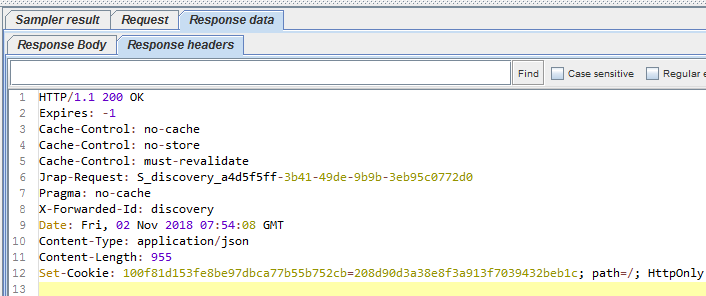 Sampler result Request Response data
Response Body Response headers
Find Case sensitive Regular e
1 HTTP/1.1 200 OK
2 Expires: -1
3 Cache-Control: no-cache
4 Cache-Control: no-store
5 Cache-Control: must-revalidate
6 Jrap-Request: S_discovery_a4d5f5ff-3b41-49de-9b9b-3eb95c0772d0
7 Pragma: no-cache
8 X-Forwarded-Id: discovery
9 Date: Fri, 02 Nov 2018 07:54:08 GMT
10 Content-Type: application/json
11 Content-Length: 955
12 Set-Cookie: 100f81d153fe8be97dbca77b55b752cb=208d90d3a38e8f3a913f7039432beb1c; path=/; HttpOnly
13